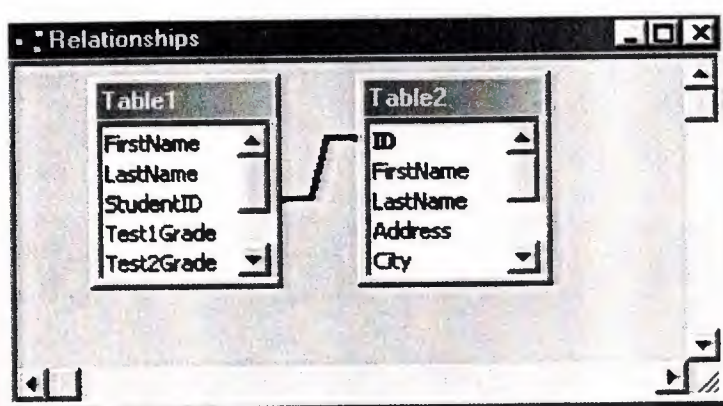 Relationships
Table1
FirstName
LastName
StudentID
Test1Grade
Test2Grade
Table2
ID
FirstName
LastName
Address
City